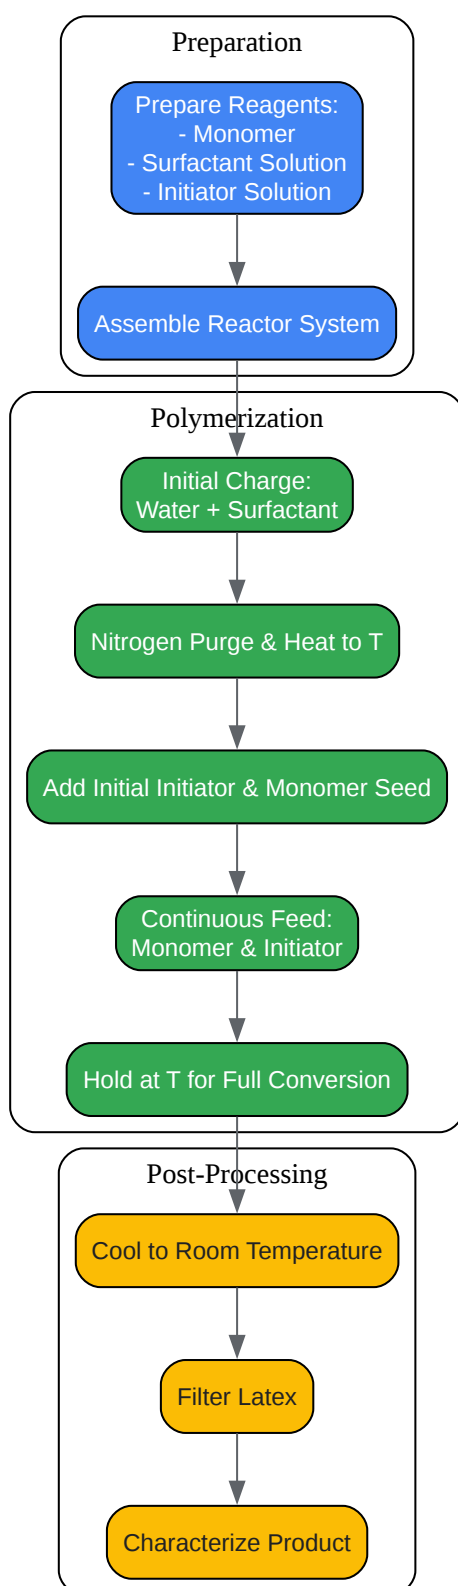 Preparation
Prepare Reagents:
- Monomer
- Surfactant Solution
- Initiator Solution
Assemble Reactor System
Polymerization
Initial Charge:
Water + Surfactant
Nitrogen Purge & Heat to T
Add Initial Initiator & Monomer Seed
Continuous Feed:
Monomer & Initiator
Hold at T for Full Conversion
Post-Processing
Cool to Room Temperature
Filter Latex
Characterize Product